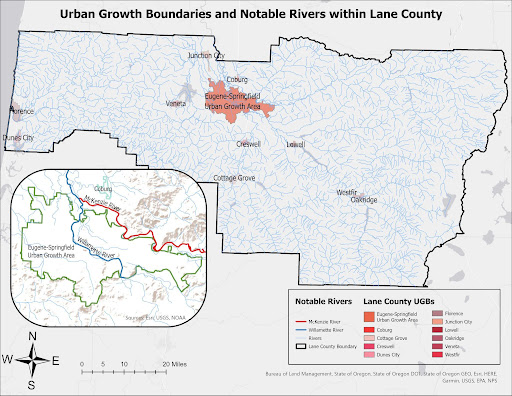 Urban Growth Boundaries and Notable Rivers within Lane County
Junction City
Coburg
Eugene-Springfield
Urban Growth Area
Veneta
Florence
Dunes City
Creswell
Lowell
Cottage Grove
Westfir
Oakridge
Coburg
McKenzie River
Willamette River
Eugene-Springfield
Urban Growth Area
Sources: Esri, USGS, NOAA
N
W
E
S
0 5 10 20 Miles
Notable Rivers
McKenzie River
Willamette River
Rivers
Lane County Boundary
Lane County UGBs
Eugene-Springfield
Urban Growth Area
Coburg
Cottage Grove
Creswell
Dunes City
Florence
Junction City
Lowell
Oakridge
Veneta
Westfir
Bureau of Land Management, State of Oregon, State of Oregon DOT, State of Oregon GEO, Esri, HERE,
Garmin, USGS, EPA, NPS